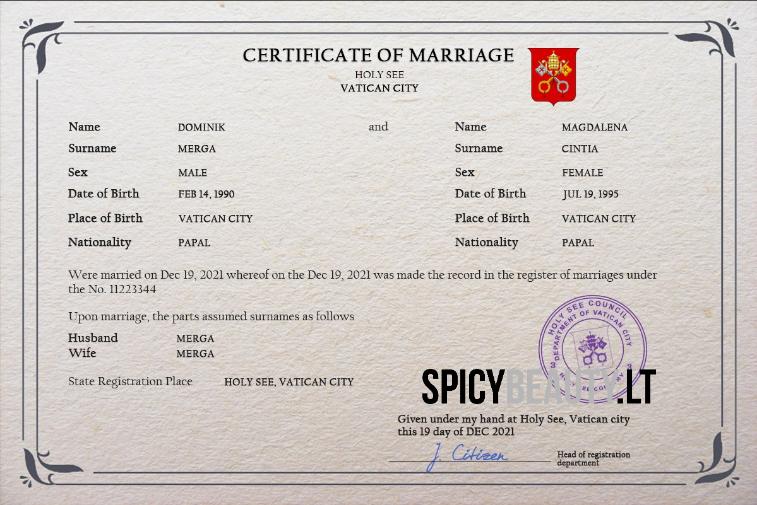 CERTIFICATE OF MARRIAGE
HOLY SEE
VATICAN CITY
Name DOMINIK and Name MAGDALENA
Surname MERGA Surname CINTIA
Sex MALE Sex FEMALE
Date of Birth FEB 14, 1990 Date of Birth JUL 19, 1995
Place of Birth VATICAN CITY Place of Birth VATICAN CITY
Nationality PAPAL Nationality PAPAL
Were married on Dec 19, 2021 whereof on the Dec 19, 2021 was made the record in the register of marriages under
the No. 11223344
Upon marriage, the parts assumed surnames as follows
Husband MERGA
Wife MERGA
State Registration Place HOLY SEE, VATICAN CITY
HOLY SEE COUNCIL
DEPARTMENT OF VATICAN CITY
SPICYBEAUTY.LT
Given under my hand at Holy See, Vatican city
this 19 day of DEC 2021
J. Citizen Head of registration
department